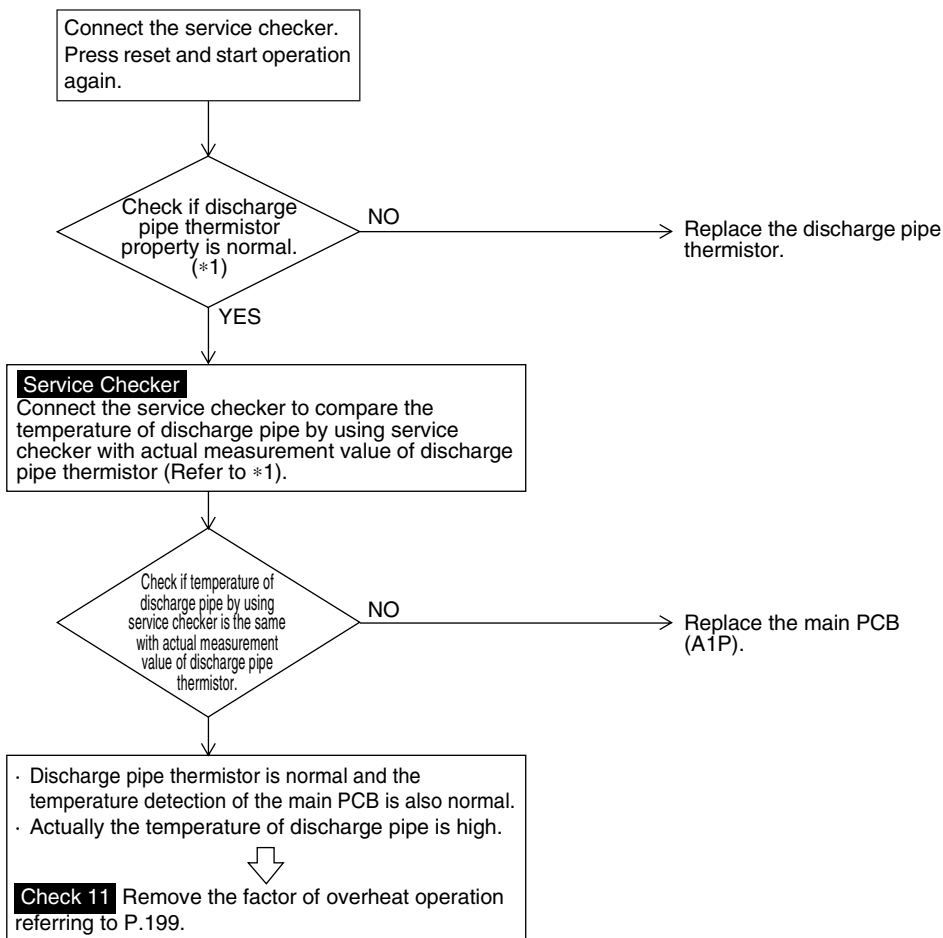 Connect the service checker.
Press reset and start operation
again.
Check if discharge
pipe thermistor
property is normal.
(∗1)
NO
Replace the discharge pipe
thermistor.
YES
Service Checker
Connect the service checker to compare the
temperature of discharge pipe by using service
checker with actual measurement value of discharge
pipe thermistor (Refer to ∗1).
Check if temperature of
discharge pipe by using
service checker is the same
with actual measurement
value of discharge pipe
thermistor.
NO
Replace the main PCB
(A1P).
· Discharge pipe thermistor is normal and the
temperature detection of the main PCB is also normal.
· Actually the temperature of discharge pipe is high.
Check 11 Remove the factor of overheat operation
referring to P.199.